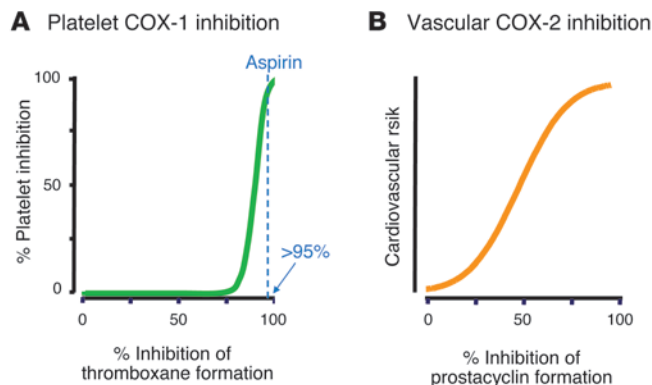 A Platelet COX-1 inhibition
Aspirin
% Platelet inhibition
100
50
0
>95%
0 50 100
% Inhibition of
thromboxane formation
B Vascular COX-2 inhibition
Cardiovascular rsik
0 50 100
% Inhibition of
prostacyclin formation